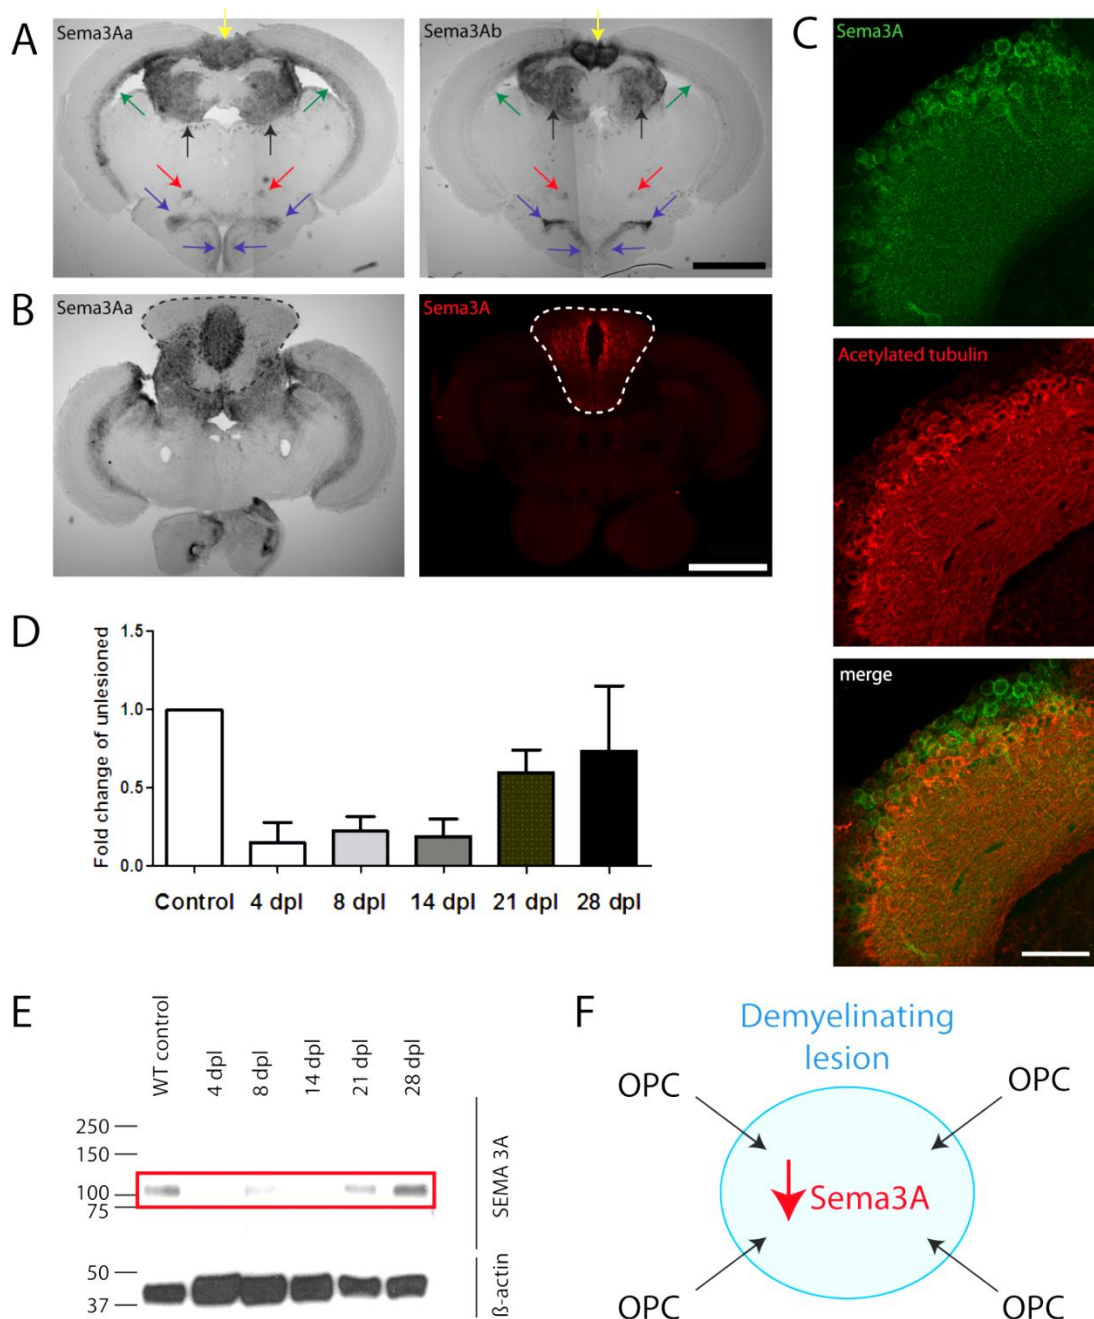 A
Sema3Aa
Sema3Ab
B
Sema3Aa
Sema3A
C
Sema3A
Acetylated tubulin
merge
D
Fold change of unlesioned
1.5
1.0
0.5
0.0
Control 4 dpl 8 dpl 14 dpl 21 dpl 28 dpl
E
WT control
4 dpl
8 dpl
14 dpl
21 dpl
28 dpl
250
150
100
75
50
37
SEMA 3A
ß-actin
F
Demyelinating
lesion
OPC
OPC
Sema3A
OPC
OPC